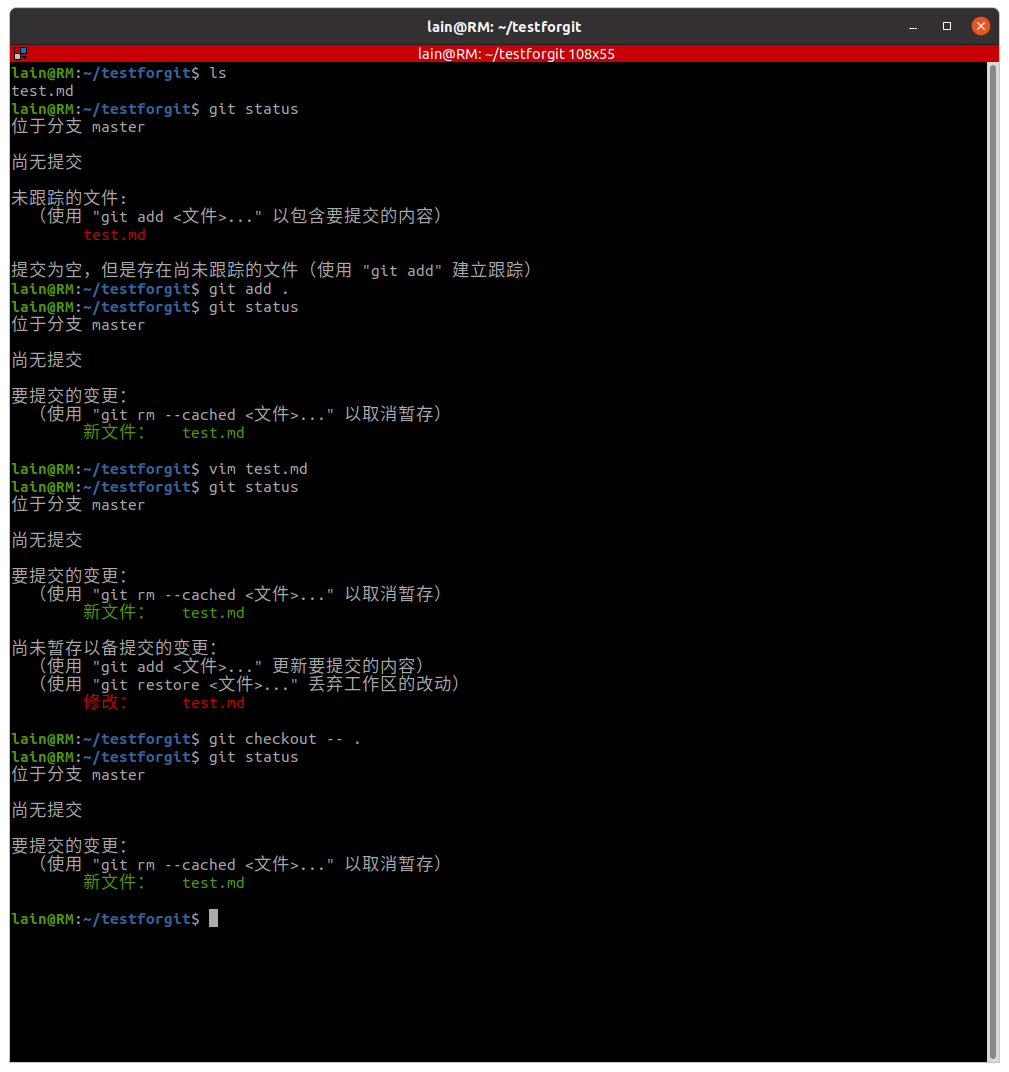 lain@RM: ~/testforgit
lain@RM: ~/testforgit 108x55
lain@RM:~/testforgit$ ls
test.md
lain@RM:~/testforgit$ git status
位于分支 master
尚无提交
未跟踪的文件:
（使用 "git add <文件>..." 以包含要提交的内容）
test.md
提交为空，但是存在尚未跟踪的文件（使用 "git add" 建立跟踪）
lain@RM:~/testforgit$ git add .
lain@RM:~/testforgit$ git status
位于分支 master
尚无提交
要提交的变更：
（使用 "git rm --cached <文件>..." 以取消暂存）
新文件：   test.md
lain@RM:~/testforgit$ vim test.md
lain@RM:~/testforgit$ git status
位于分支 master
尚无提交
要提交的变更：
（使用 "git rm --cached <文件>..." 以取消暂存）
新文件：   test.md
尚未暂存以备提交的变更：
（使用 "git add <文件>..." 更新要提交的内容）
（使用 "git restore <文件>..." 丢弃工作区的改动）
修改：     test.md
lain@RM:~/testforgit$ git checkout -- .
lain@RM:~/testforgit$ git status
位于分支 master
尚无提交
要提交的变更：
（使用 "git rm --cached <文件>..." 以取消暂存）
新文件：   test.md
lain@RM:~/testforgit$